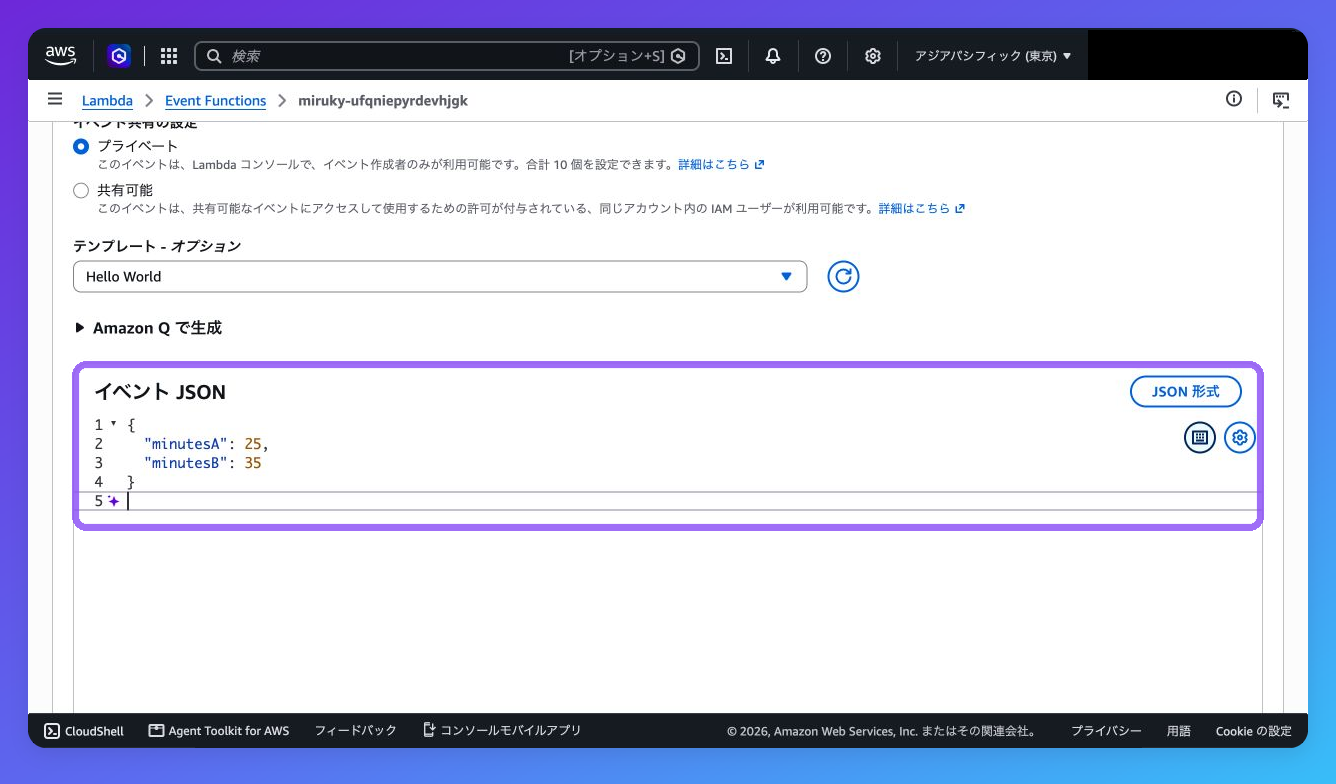 aws
検索 [オプション+S] アジアパシフィック (東京)
Lambda Event Functions miruky-ufqniepyrdevhjgk
イベント共有の設定
プライベート
このイベントは、Lambda コンソールで、イベント作成者のみが利用可能です。合計 10 個を設定できます。詳細はこちら
共有可能
このイベントは、共有可能なイベントにアクセスして使用するための許可が付与されている、同じアカウント内の IAM ユーザーが利用可能です。詳細はこちら
テンプレート - オプション
Hello World
Amazon Q で生成
イベント JSON JSON 形式
1 {
2 "minutesA": 25,
3 "minutesB": 35
4 }
5
CloudShell Agent Toolkit for AWS フィードバック コンソールモバイルアプリ © 2026, Amazon Web Services, Inc. またはその関連会社。 プライバシー 用語 Cookie の設定